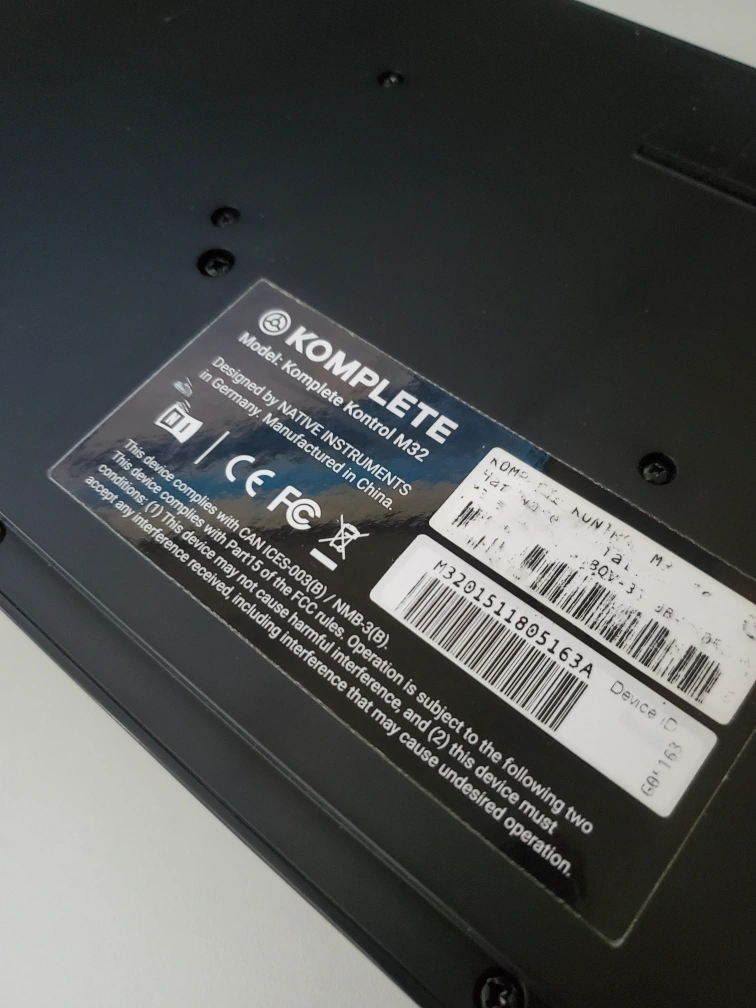 KOMPLETE
Model: Komplete Kontrol M32
Designed by NATIVE INSTRUMENTS
in Germany. Manufactured in China.
CE FC
This device complies with CAN ICES-003(B) / NMB-3(B).
This device complies with Part15 of the FCC rules. Operation is subject to the following two
conditions: (1) This device may not cause harmful interference, and (2) this device must
accept any interference received, including interference that may cause undesired operation.
M3201511805163A
Device ID